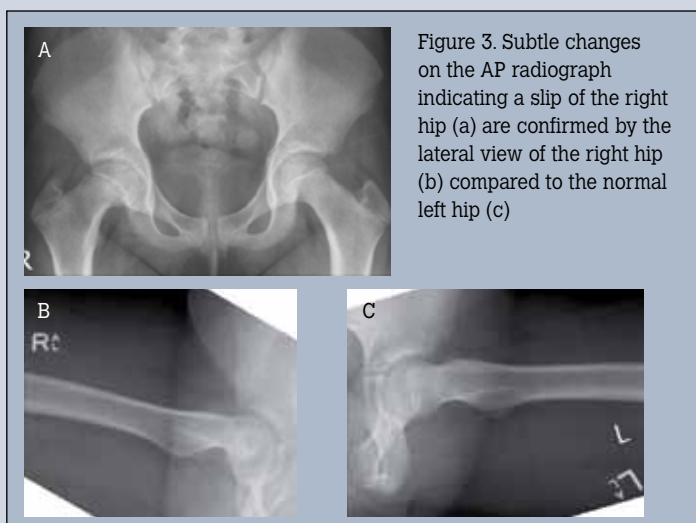 A
Figure 3. Subtle changes
on the AP radiograph
indicating a slip of the right
hip (a) are confirmed by the
lateral view of the right hip
(b) compared to the normal
left hip (c)
R
B
R
C
L